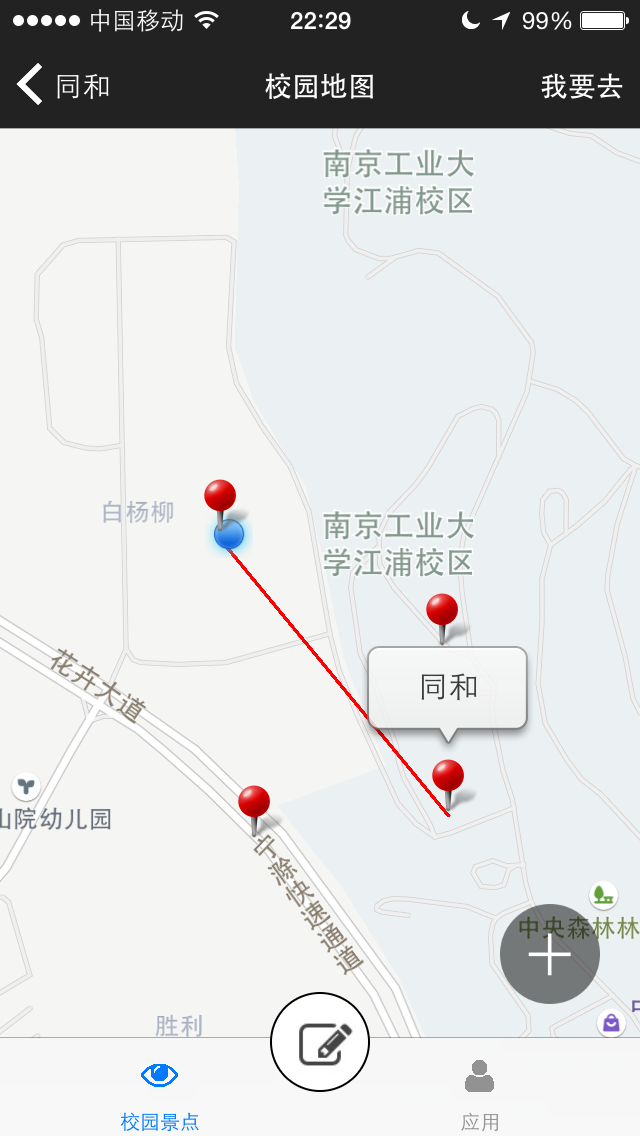 中国移动 22:29 99%
同和 校园地图 我要去
南京工业大
学江浦校区
白杨柳
南京工业大
学江浦校区
花卉大道
同和
山院幼儿园
宁滁快速通道
中央森林林
胜利
校园景点 应用